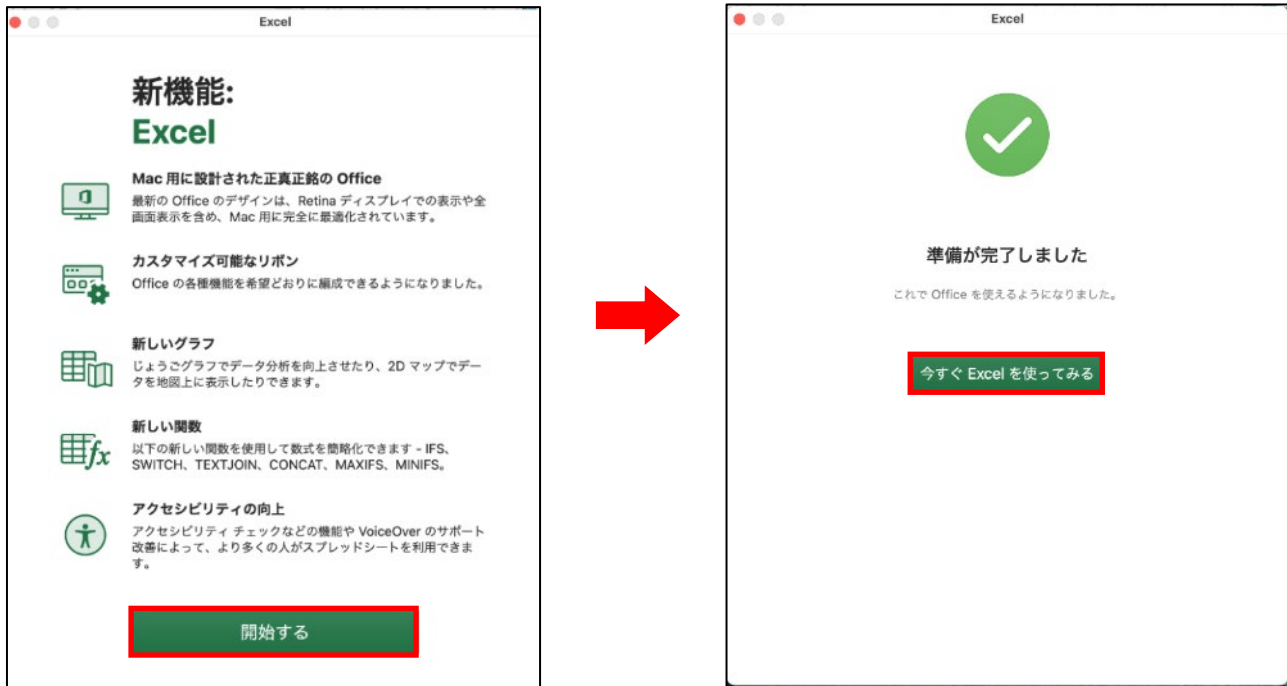 Excel
新機能:
Excel
Mac 用に設計された正真正銘の Office
最新の Office のデザインは、Retina ディスプレイでの表示や全
画面表示を含め、Mac 用に完全に最適化されています。
カスタマイズ可能なリボン
Office の各種機能を希望どおりに編成できるようになりました。
新しいグラフ
じょうごグラフでデータ分析を向上させたり、2D マップでデー
タを地図上に表示したりできます。
新しい関数
以下の新しい関数を使用して数式を簡略化できます - IFS、
SWITCH、TEXTJOIN、CONCAT、MAXIFS、MINIFS。
アクセシビリティの向上
アクセシビリティ チェックなどの機能や VoiceOver のサポート
改善によって、より多くの人がスプレッドシートを利用できま
す。
開始する
Excel
準備が完了しました
これで Office を使えるようになりました。
今すぐ Excel を使ってみる